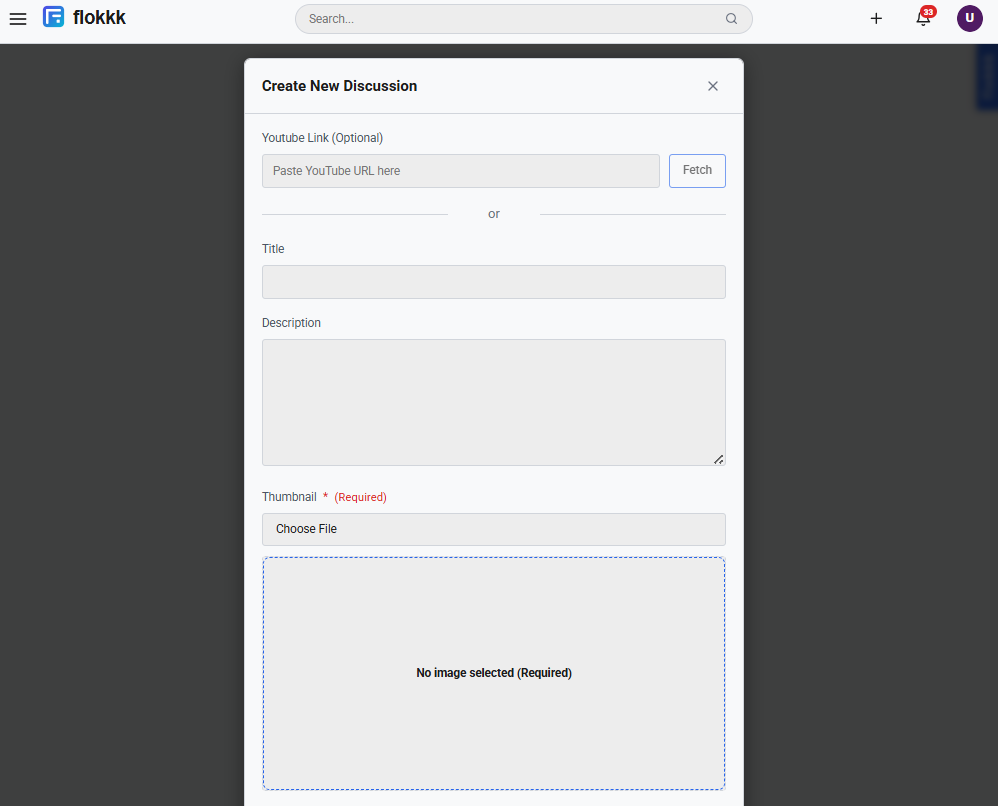 flokkk
Search...
33
U
Create New Discussion
Youtube Link (Optional)
Paste YouTube URL here
Fetch
or
Title
Description
Thumbnail * (Required)
Choose File
No image selected (Required)